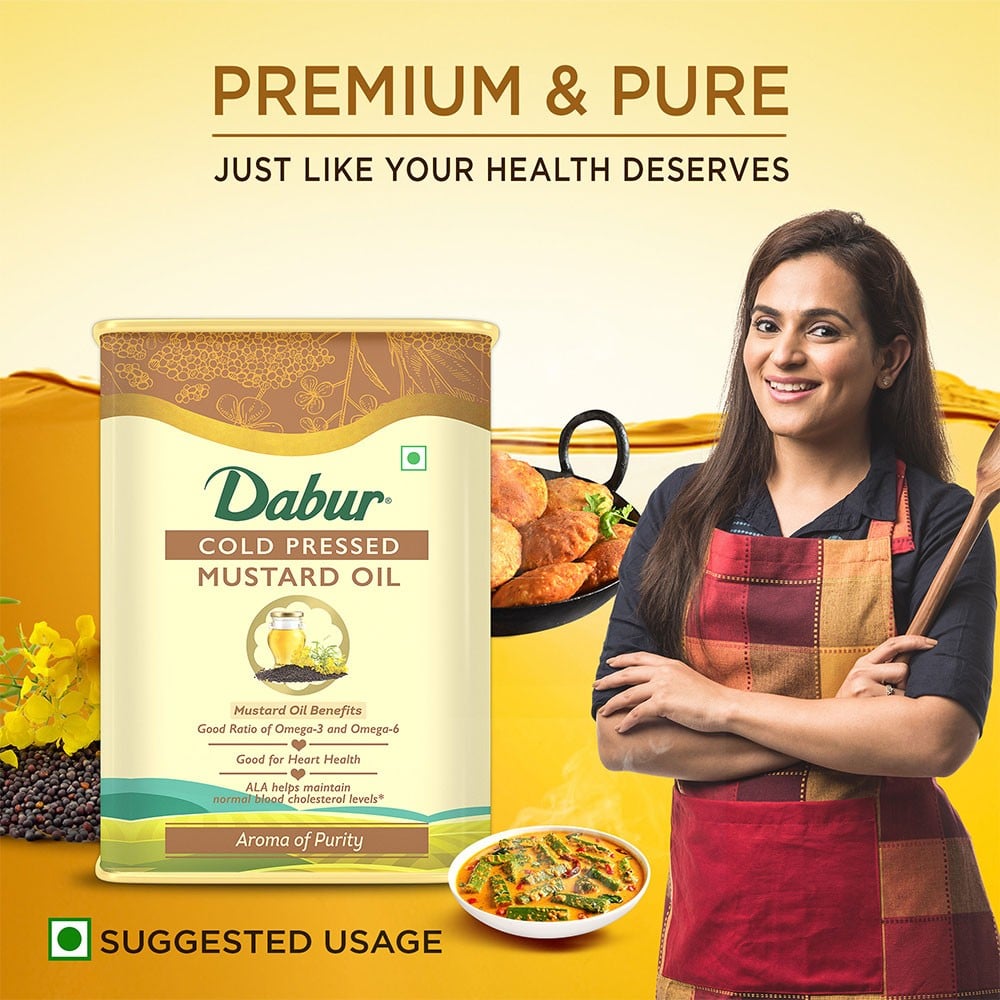 PREMIUM & PURE
JUST LIKE YOUR HEALTH DESERVES
Dabur®
COLD PRESSED
MUSTARD OIL
Mustard Oil Benefits
Good Ratio of Omega-3 and Omega-6
Good for Heart Health
ALA helps maintain
normal blood cholesterol levels*
Aroma of Purity
SUGGESTED USAGE